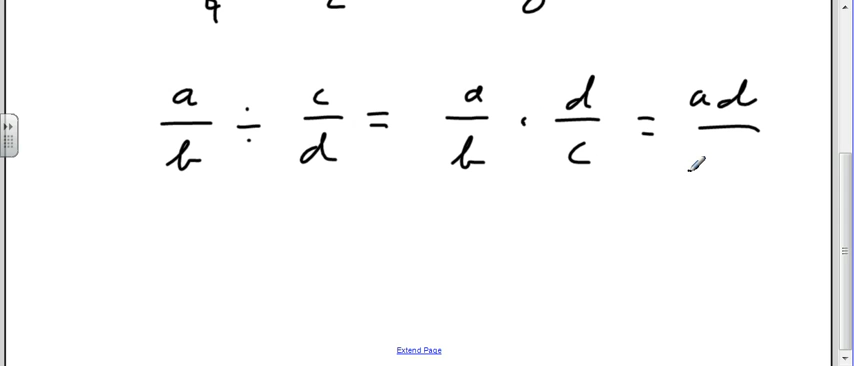 a/b ÷ c/d = a/b · d/c = ad/
Extend Page